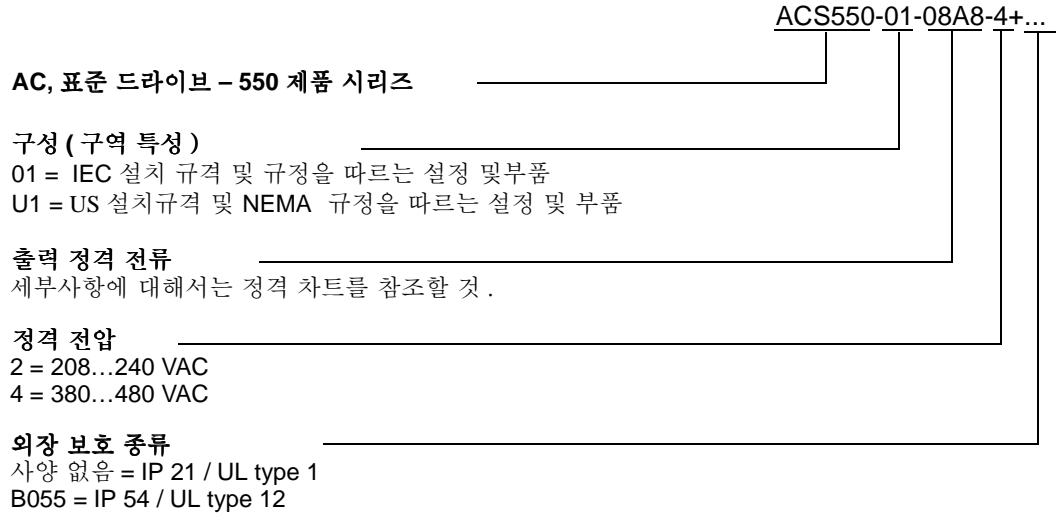 ACS550-01-08A8-4+...
AC, 표준 드라이브 – 550 제품 시리즈
구성 ( 구역 특성 )
01 = IEC 설치 규격 및 규정을 따르는 설정 및부품
U1 = US 설치규격 및 NEMA 규정을 따르는 설정 및 부품
출력 정격 전류
세부사항에 대해서는 정격 차트를 참조할 것 .
정격 전압
2 = 208…240 VAC
4 = 380…480 VAC
외장 보호 종류
사양 없음 = IP 21 / UL type 1
B055 = IP 54 / UL type 12